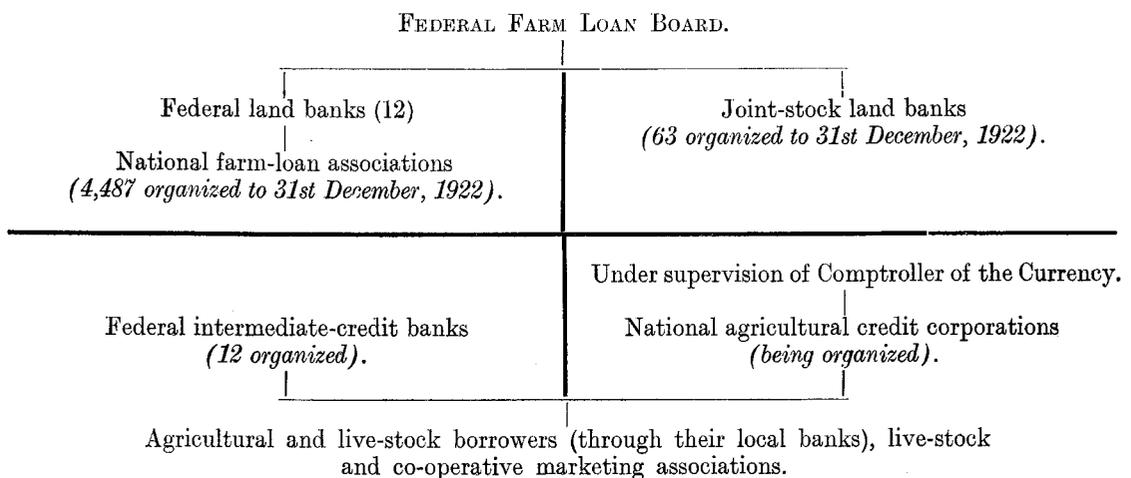 FEDERAL FARM LOAN BOARD.
Federal land banks (12)
National farm-loan associations
(4,487 organized to 31st December, 1922).
Joint-stock land banks
(63 organized to 31st December, 1922).
Federal intermediate-credit banks
(12 organized).
Under supervision of Comptroller of the Currency.
National agricultural credit corporations
(being organized).
Agricultural and live-stock borrowers (through their local banks), live-stock
and co-operative marketing associations.